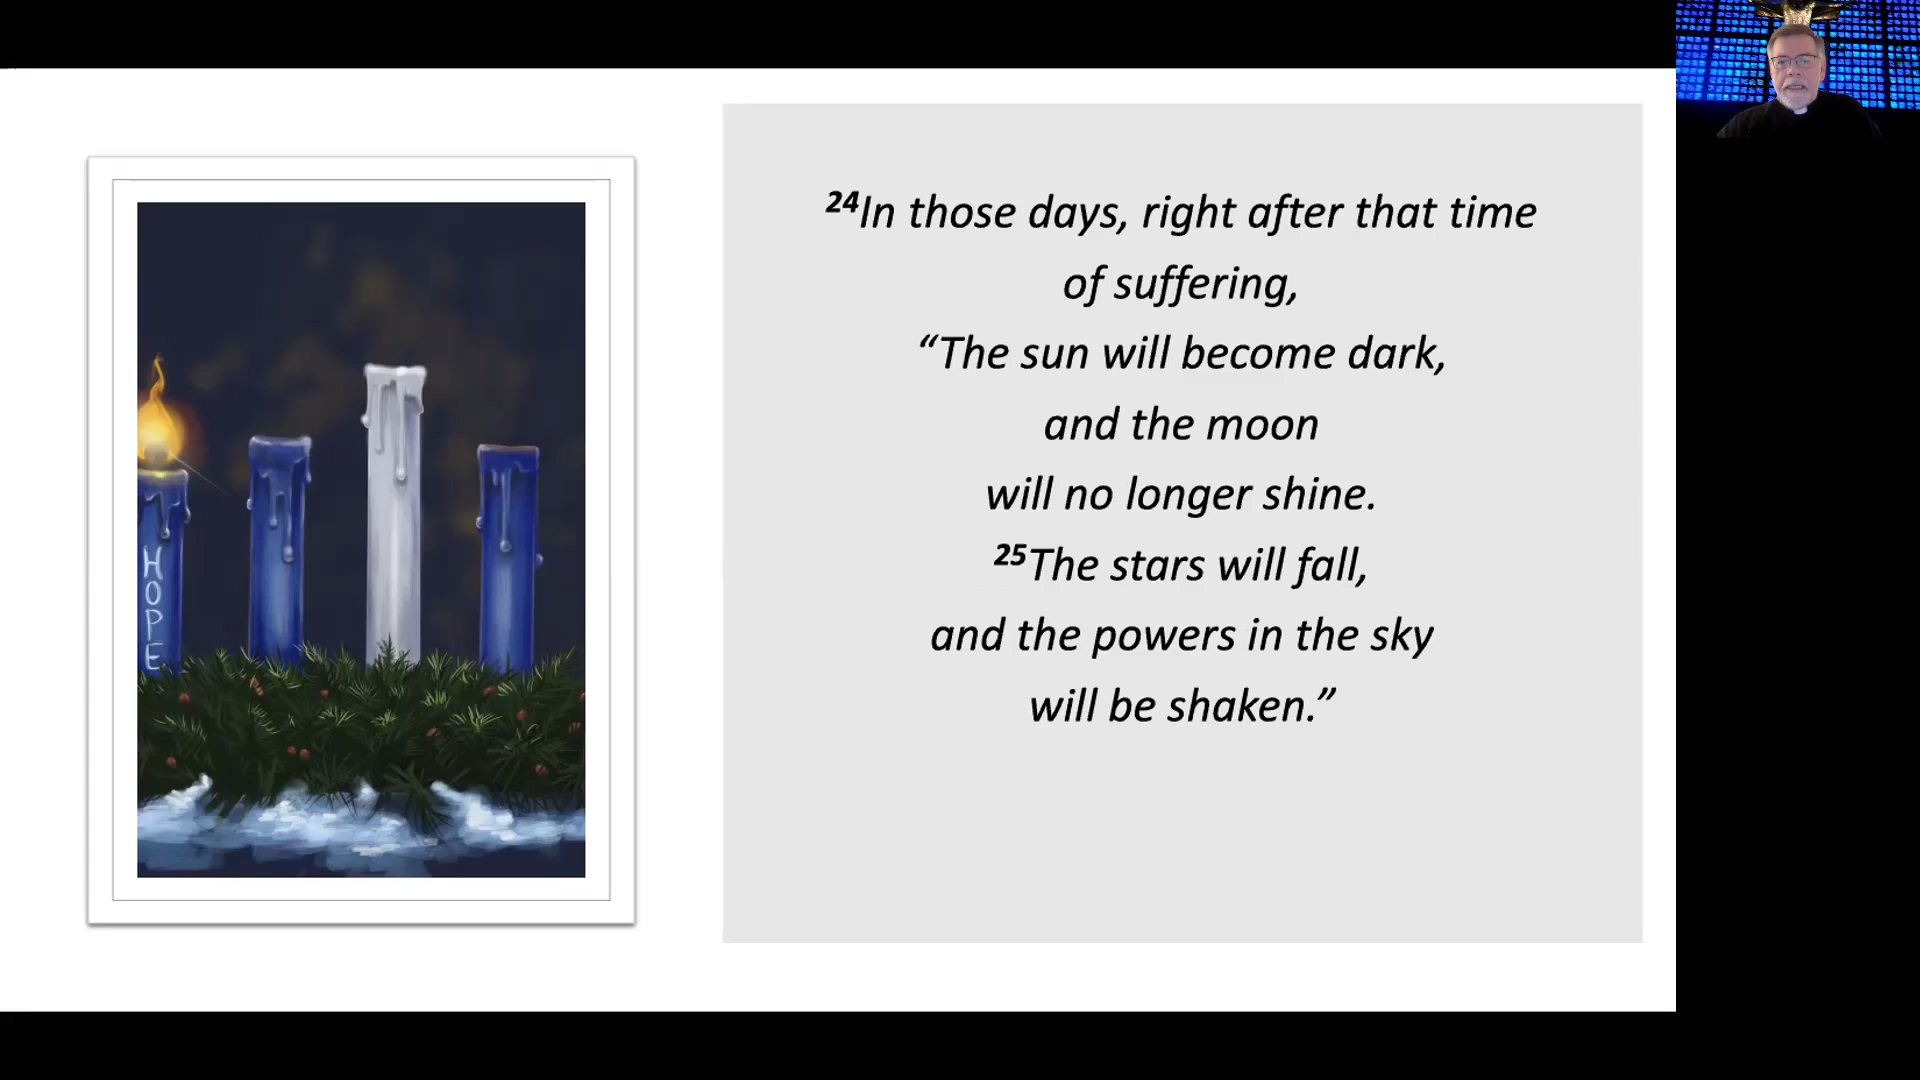 HOPE
24In those days, right after that time
of suffering,
“The sun will become dark,
and the moon
will no longer shine.
25The stars will fall,
and the powers in the sky
will be shaken.”